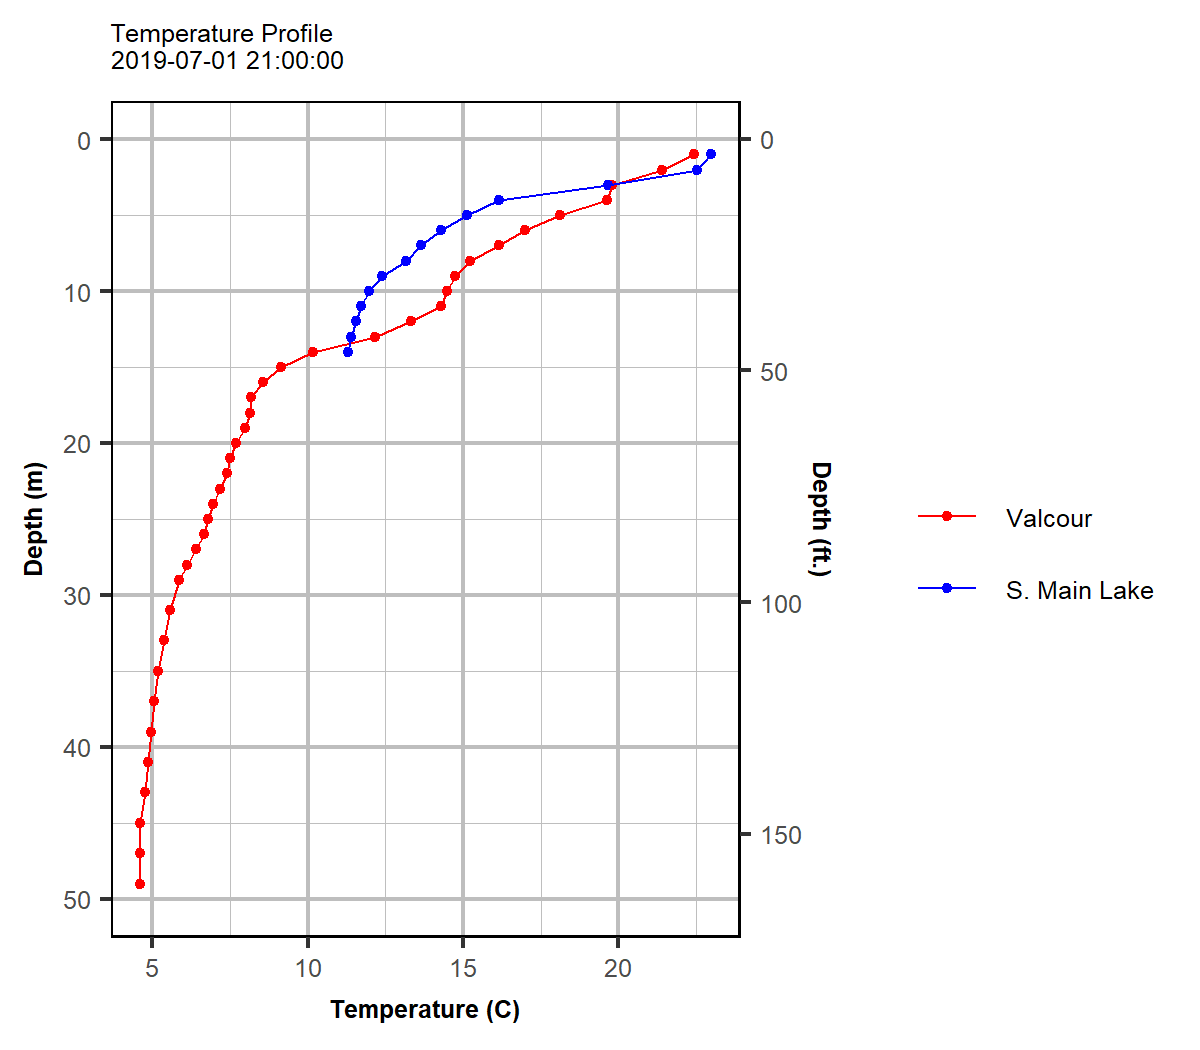 Temperature Profile
2019-07-01 21:00:00
0
10
20
30
40
50
Depth (m)
0
50
100
150
Depth (ft.)
5 10 15 20
Temperature (C)
Valcour
S. Main Lake